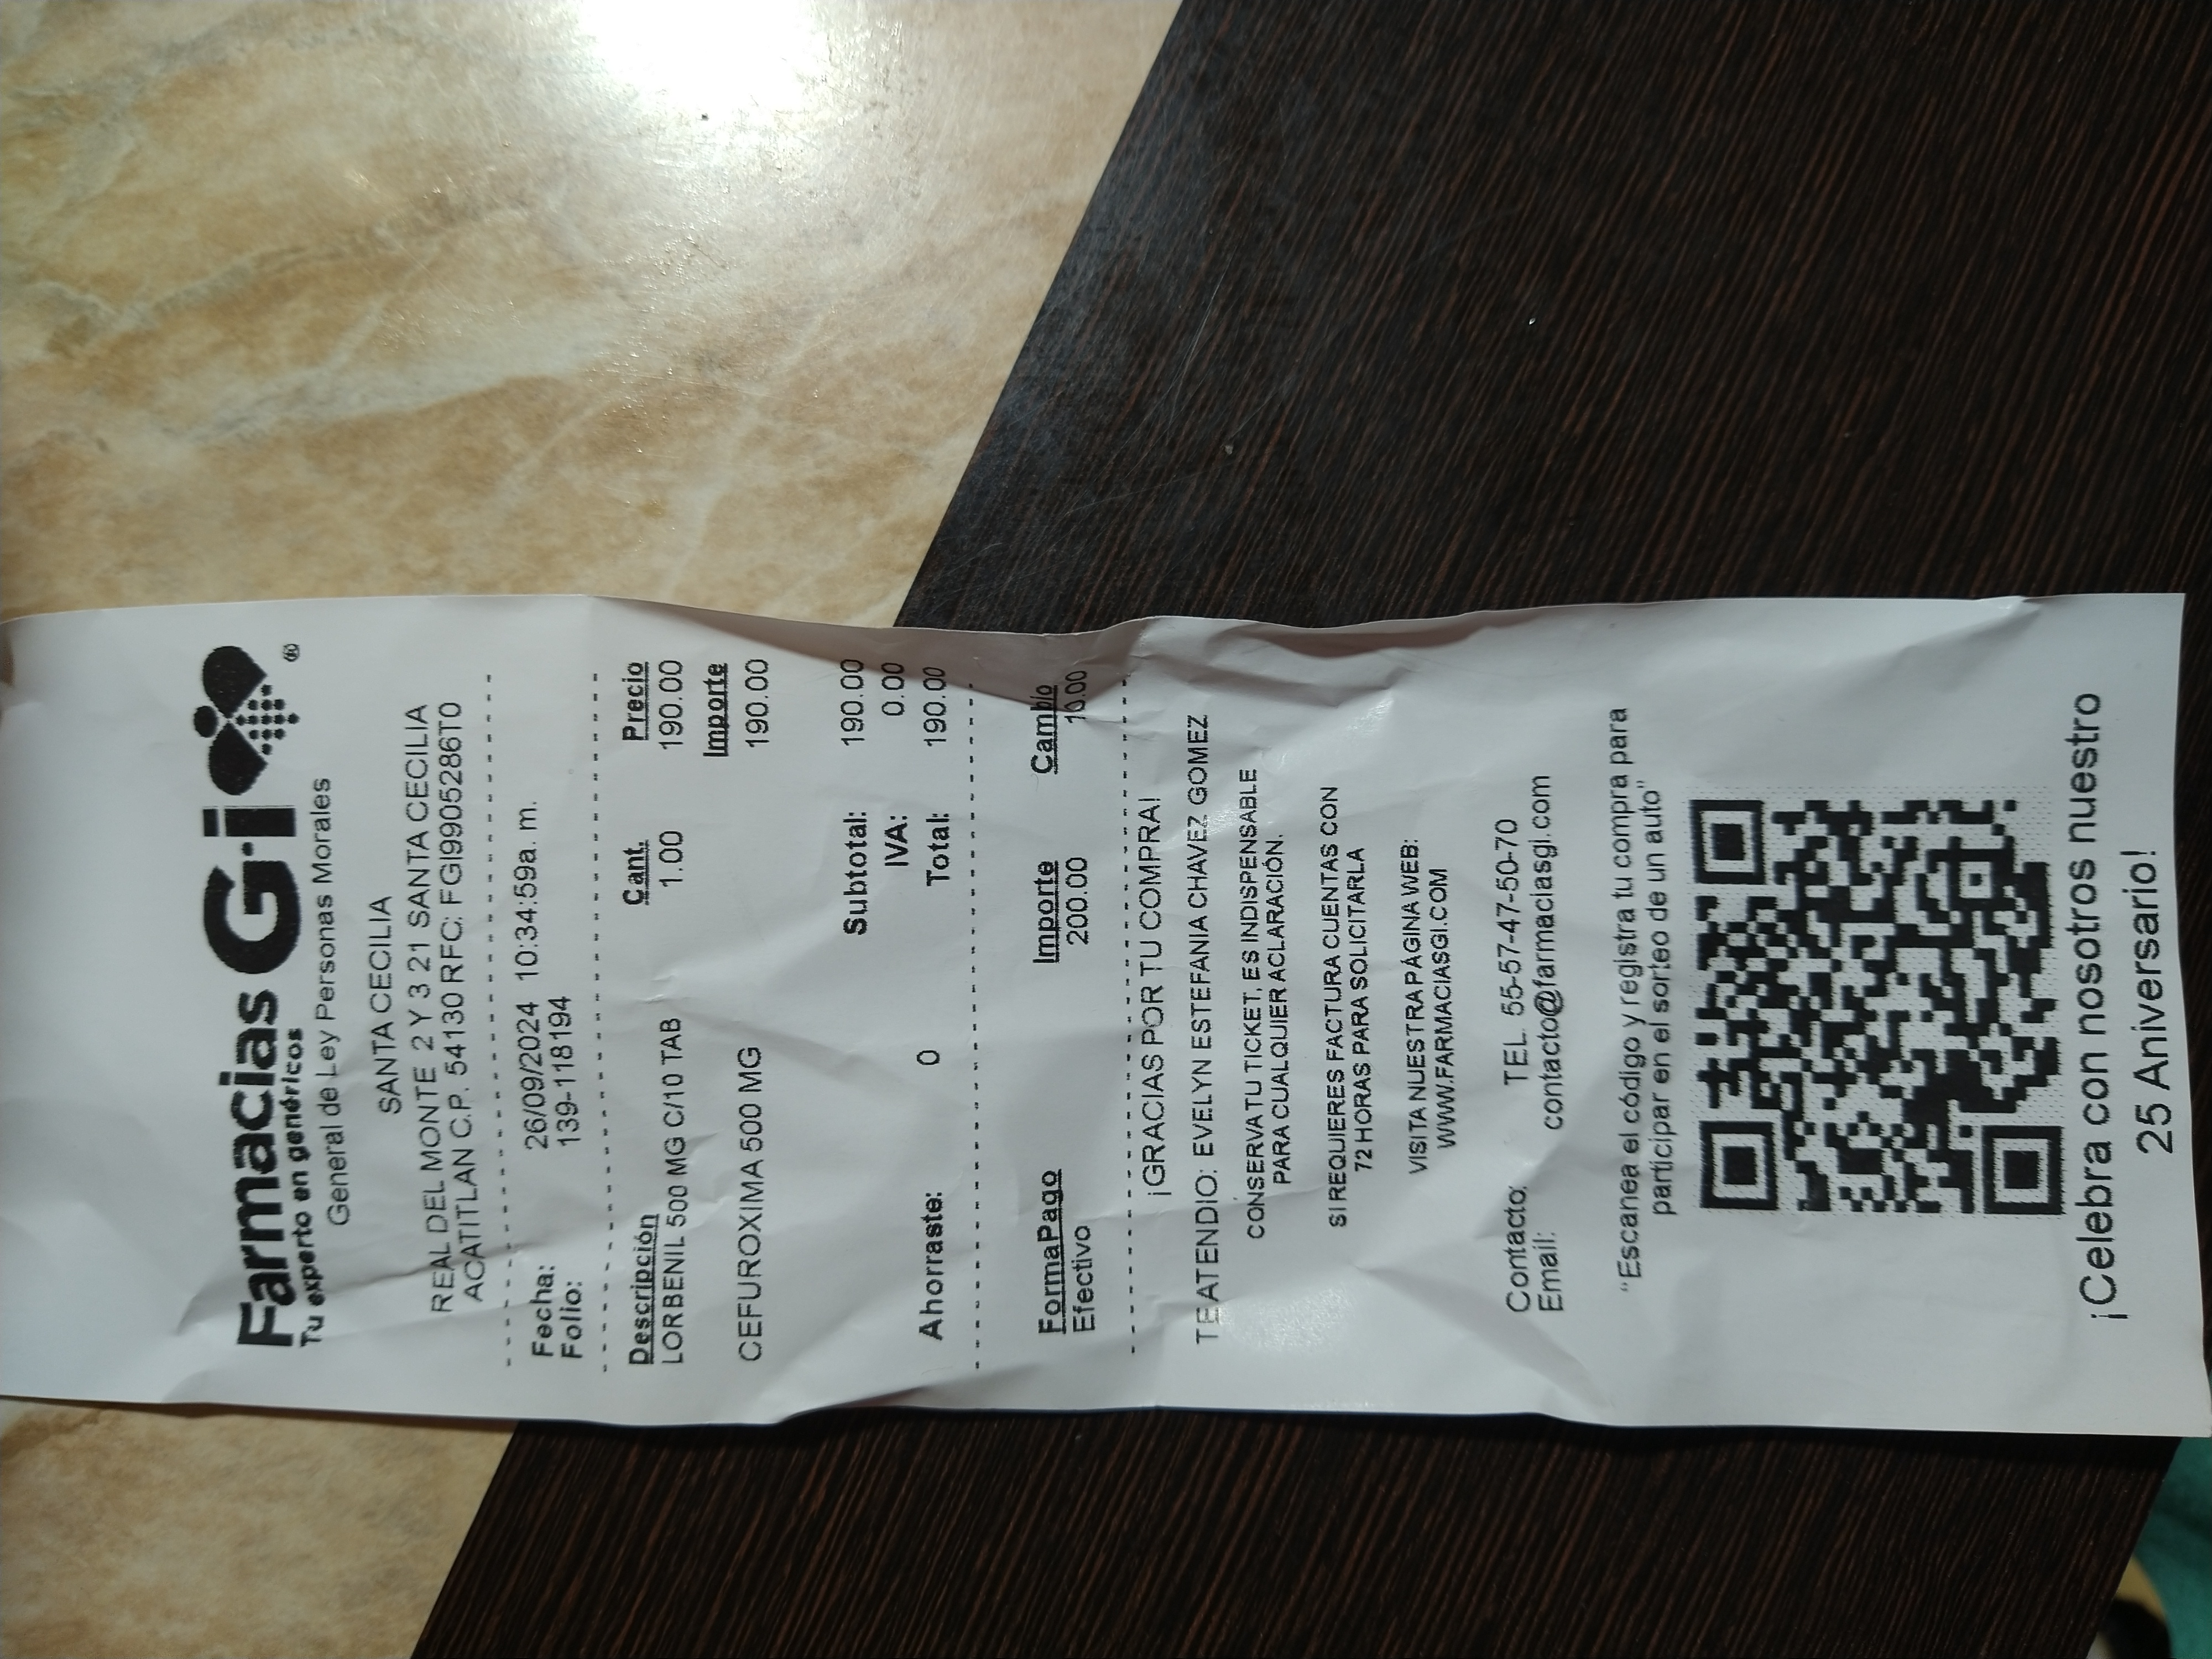 Farmacias Gi ®
Tu experto en genéricos
General de Ley Personas Morales
SANTA CECILIA
REAL DEL MONTE 2 Y 3 21 SANTA CECILIA
ACATITLAN C.P. 54130 RFC: FGI9905286T0
Fecha: 26/09/2024 10:34:59a. m.
Folio: 139-118194
Descripción Cant. Precio
LORBENIL 500 MG C/10 TAB 1.00 190.00
Importe
CEFUROXIMA 500 MG 190.00
Subtotal: 190.00
IVA: 0.00
Ahorraste: 0 Total: 190.00
FormaPago Importe Cambio
Efectivo 200.00 10.00
¡GRACIAS POR TU COMPRA!
TE ATENDIO: EVELYN ESTEFANIA CHAVEZ GOMEZ
CONSERVA TU TICKET, ES INDISPENSABLE
PARA CUALQUIER ACLARACIÓN.
SI REQUIERES FACTURA CUENTAS CON
72 HORAS PARA SOLICITARLA
VISITA NUESTRA PÁGINA WEB:
WWW.FARMACIASGI.COM
Contacto: TEL. 55-57-47-50-70
Email: contacto@farmaciasgi.com
"Escanea el código y registra tu compra para
participar en el sorteo de un auto"
¡Celebra con nosotros nuestro
25 Aniversario!